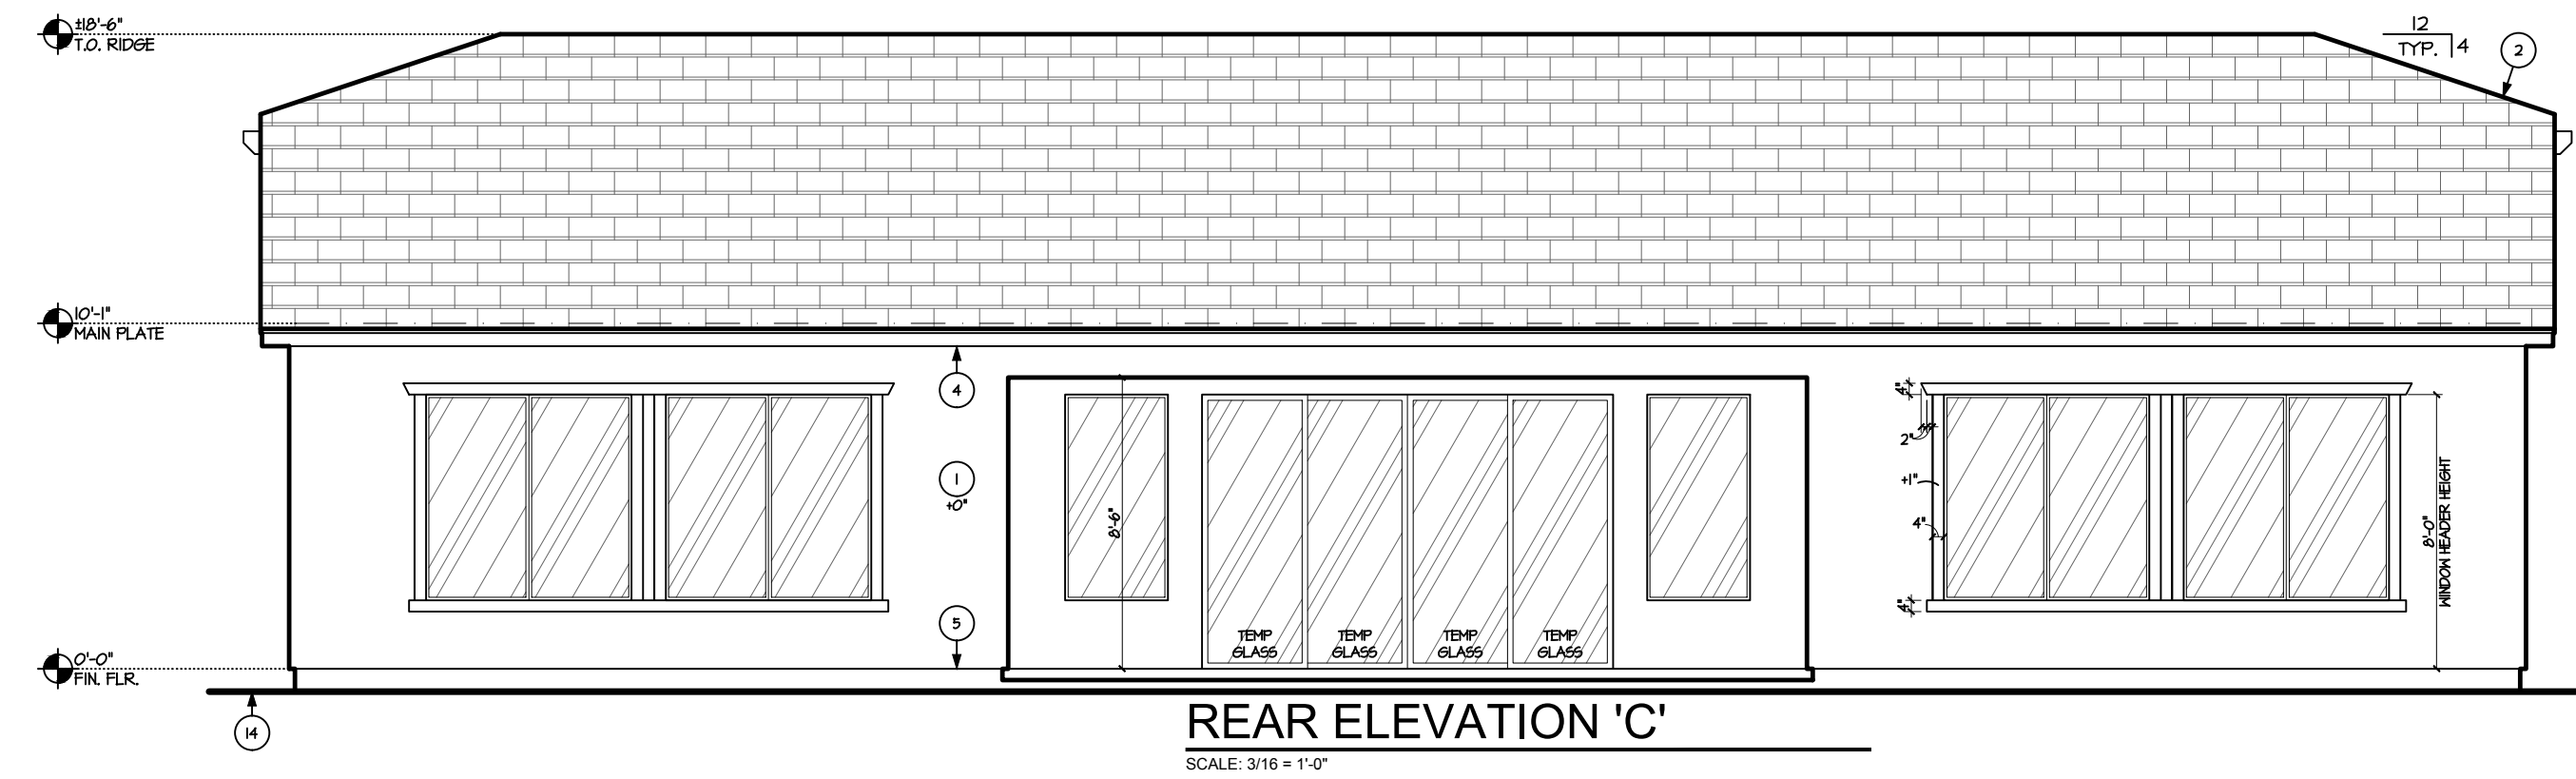 ±18'-6"
T.O. RIDGE
12
TYP. 4
2
10'-1"
MAIN PLATE
4
4"
2"
1
+0"
+1"
8'-6"
4"
8'-0"
WINDOW HEADER HEIGHT
4"
5
TEMP GLASS
TEMP GLASS
TEMP GLASS
TEMP GLASS
0'-0"
FIN. FLR.
14
REAR ELEVATION 'C'
SCALE: 3/16 = 1'-0"